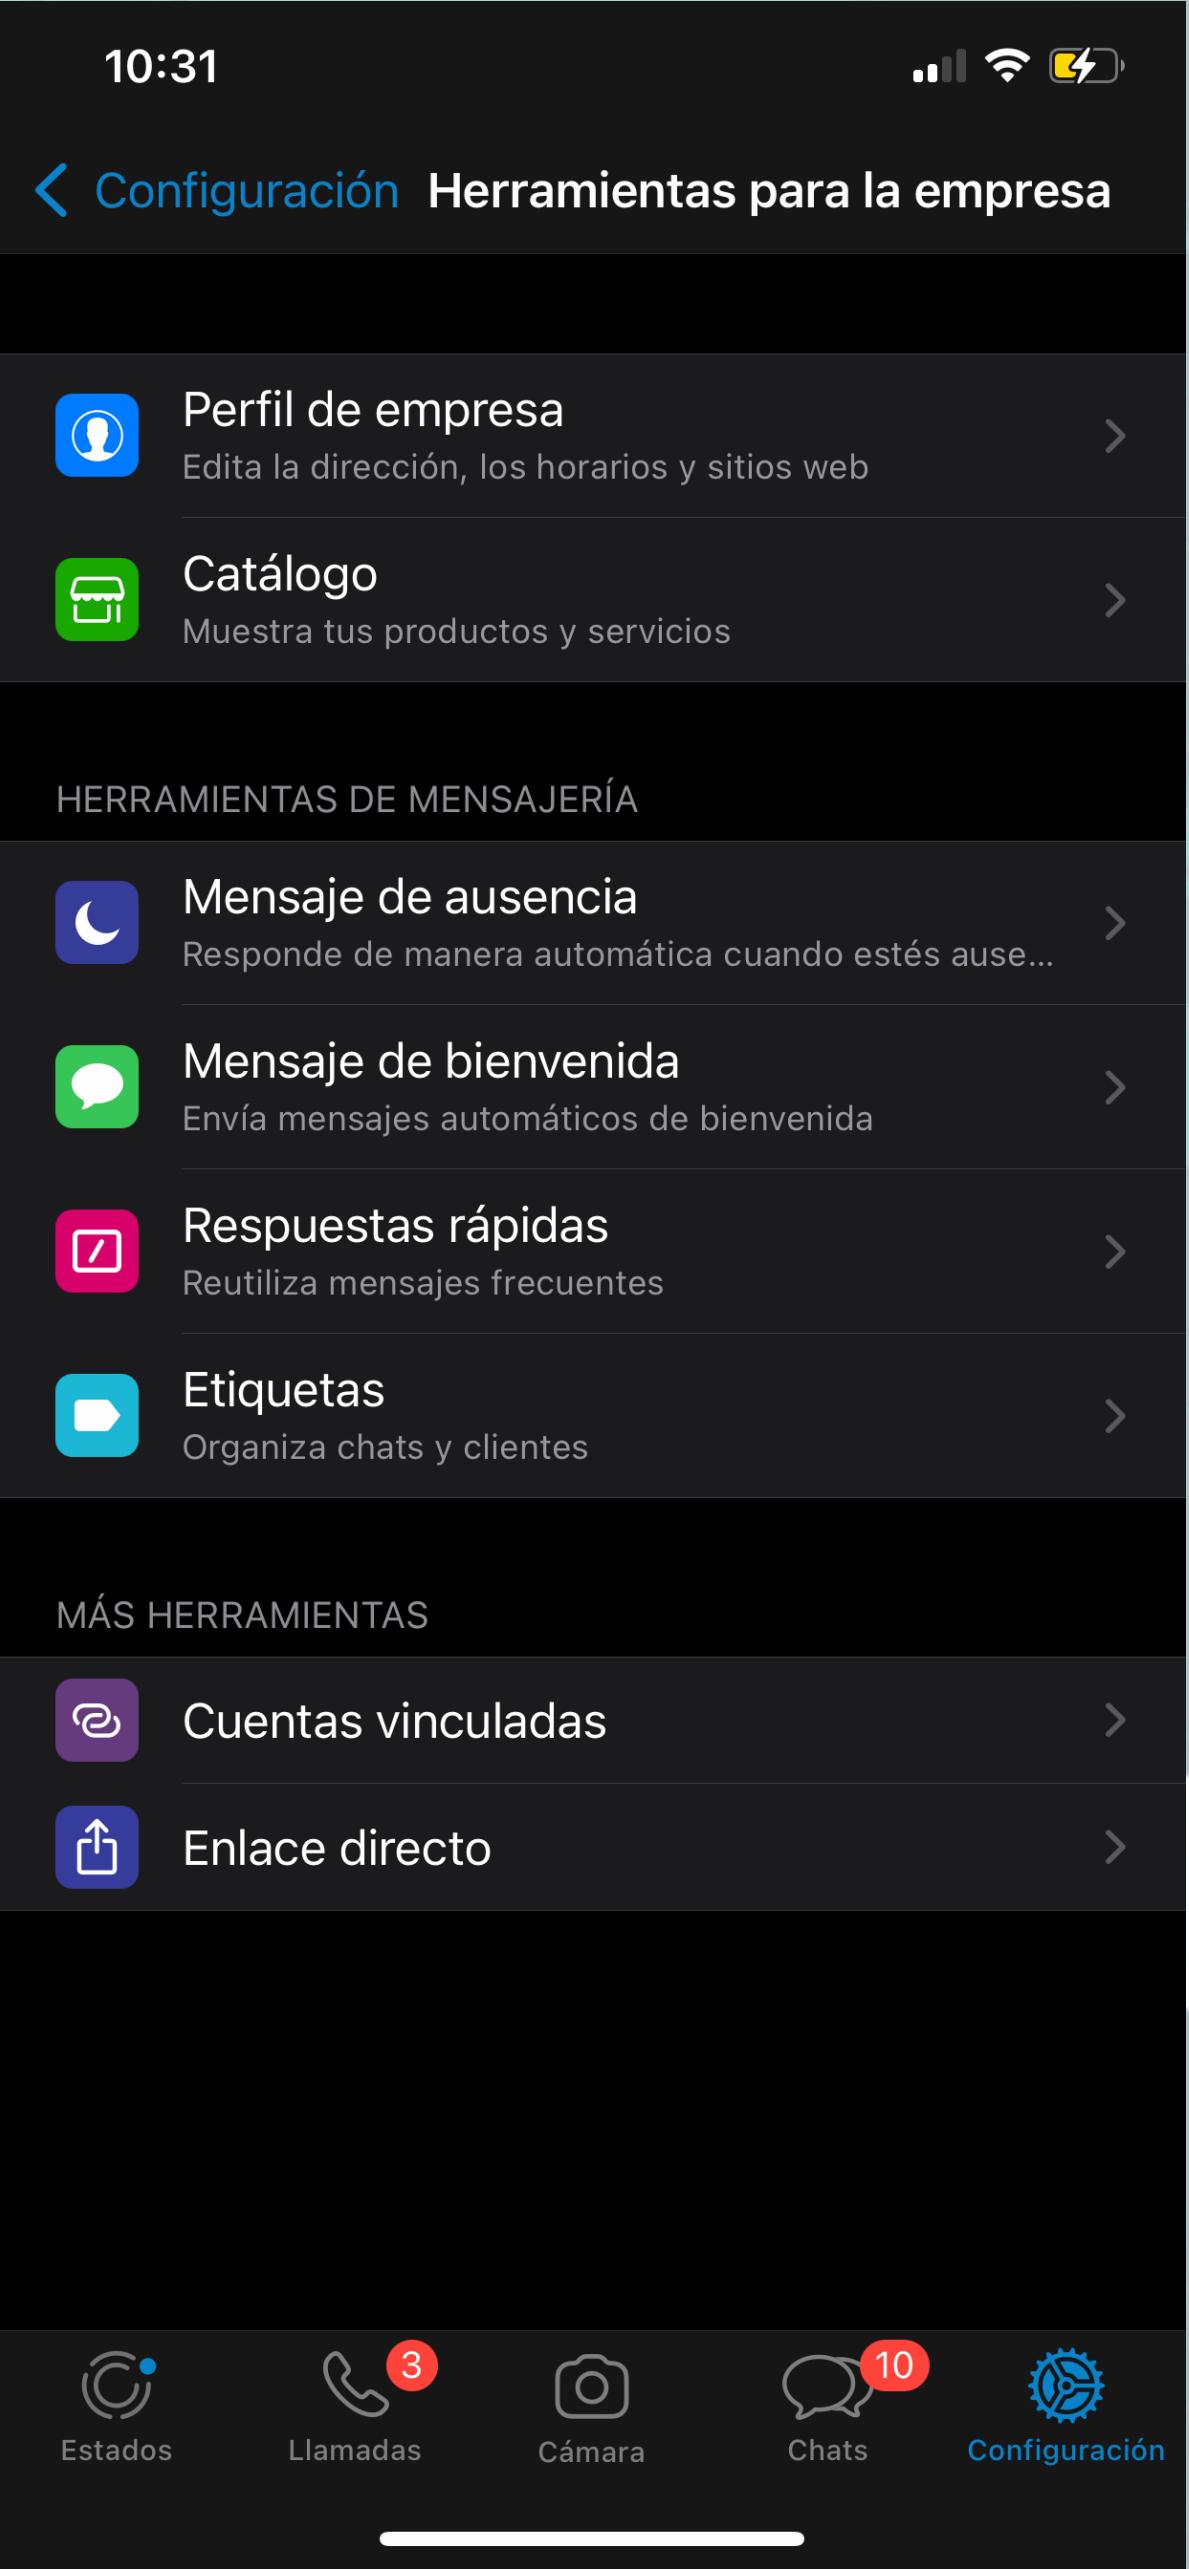 10:31
Configuración Herramientas para la empresa
Perfil de empresa
Edita la dirección, los horarios y sitios web
Catálogo
Muestra tus productos y servicios
HERRAMIENTAS DE MENSAJERÍA
Mensaje de ausencia
Responde de manera automática cuando estés ause...
Mensaje de bienvenida
Envía mensajes automáticos de bienvenida
Respuestas rápidas
Reutiliza mensajes frecuentes
Etiquetas
Organiza chats y clientes
MÁS HERRAMIENTAS
Cuentas vinculadas
Enlace directo
3 10
Estados Llamadas Cámara Chats Configuración